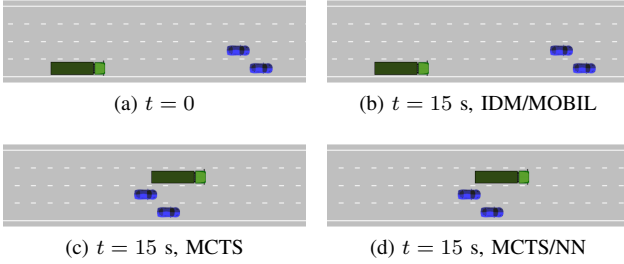 (a) t = 0
(b) t = 15 s, IDM/MOBIL
(c) t = 15 s, MCTS
(d) t = 15 s, MCTS/NN